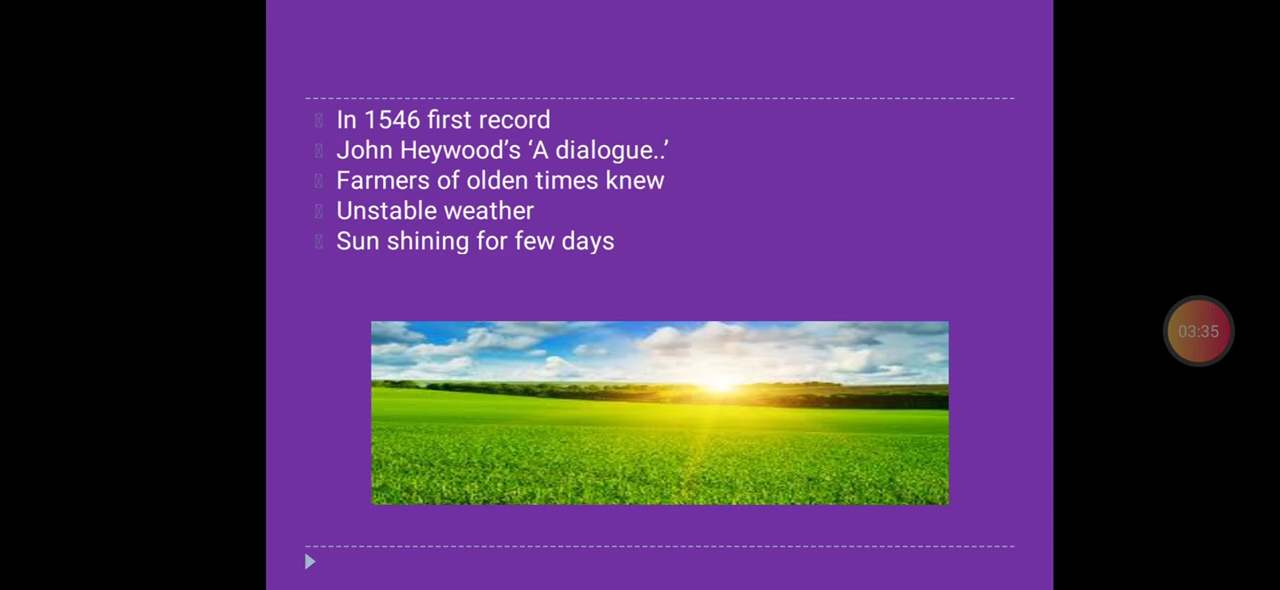 In 1546 first record
John Heywood’s ‘A dialogue..’
Farmers of olden times knew
Unstable weather
Sun shining for few days
03:35